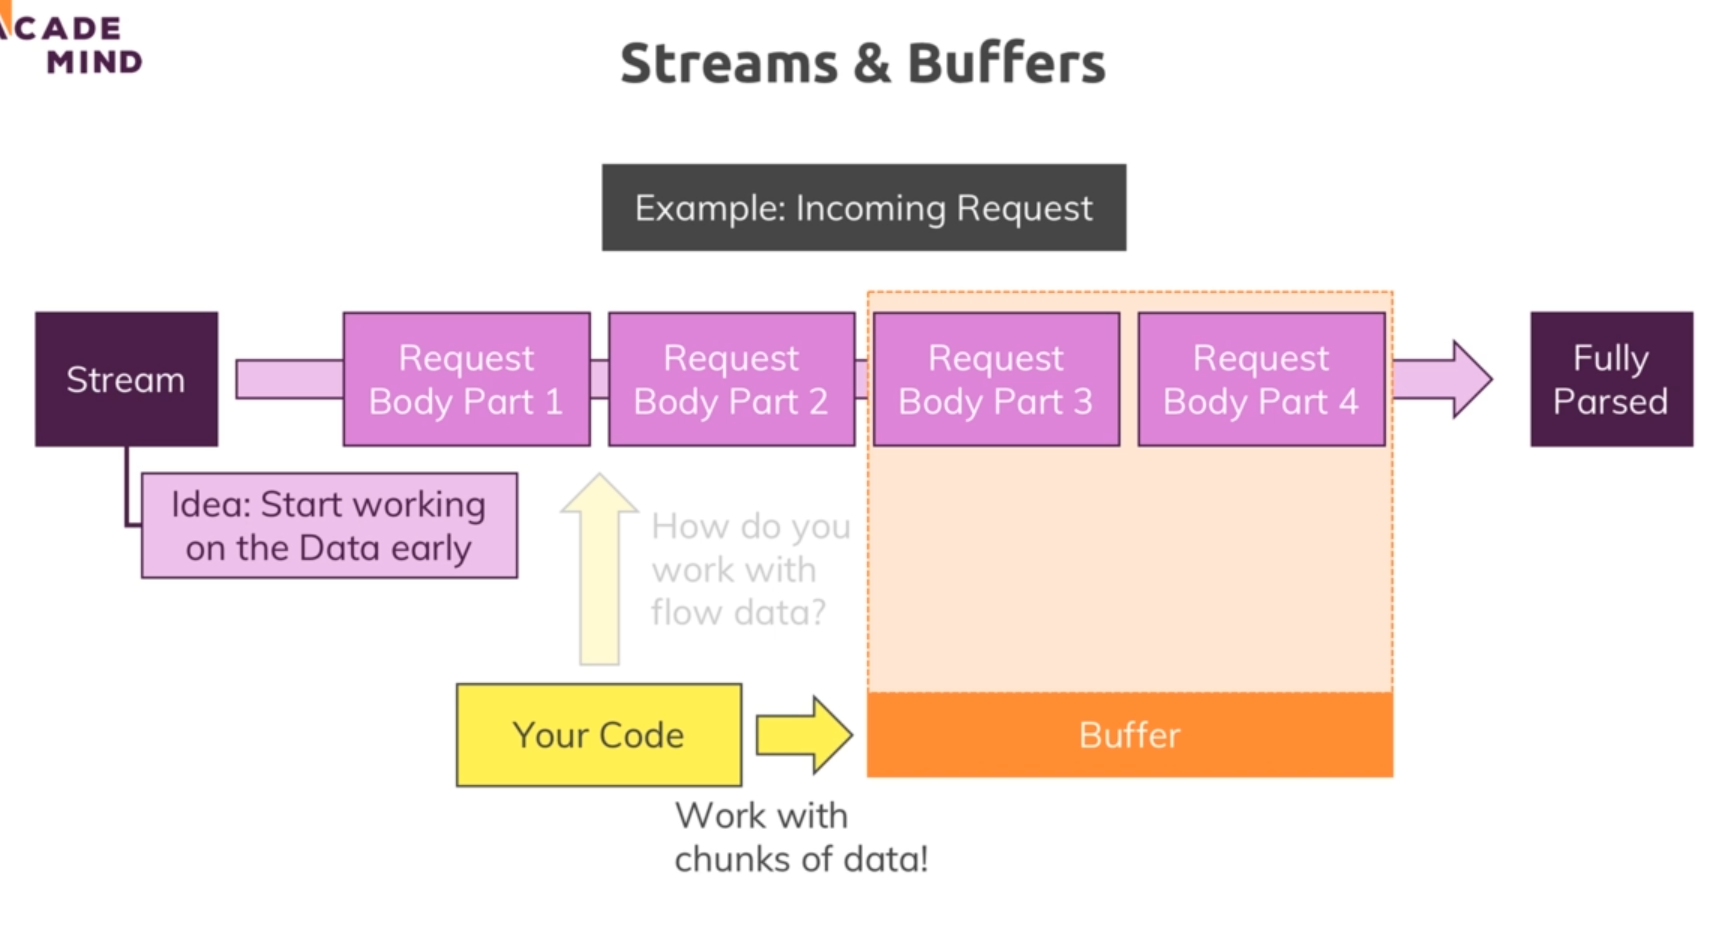 ACADE
MIND
Streams & Buffers
Example: Incoming Request
Stream
Request
Body Part 1
Request
Body Part 2
Request
Body Part 3
Request
Body Part 4
Fully
Parsed
Idea: Start working
on the Data early
How do you
work with
flow data?
Your Code
Buffer
Work with
chunks of data!